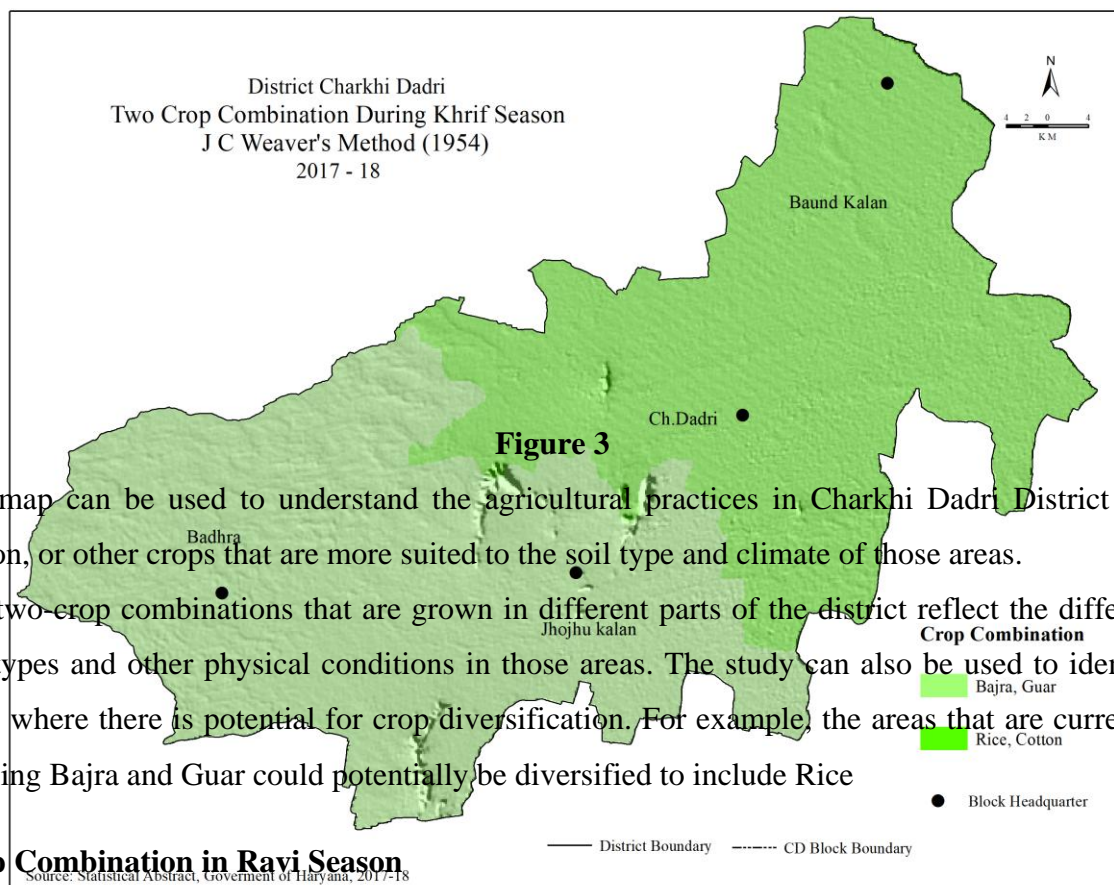 District Charkhi Dadri
Two Crop Combination During Khrif Season
J C Weaver's Method (1954)
2017 - 18
N
4 2 0 4
KM
Baund Kalan
Ch.Dadri
Figure 3
map can be used to understand the agricultural practices in Charkhi Dadri District
Badhra
on, or other crops that are more suited to the soil type and climate of those areas.
two-crop combinations that are grown in different parts of the district reflect the diffe
Jhojhu kalan
Crop Combination
ypes and other physical conditions in those areas. The study can also be used to iden
Bajra, Guar
where there is potential for crop diversification. For example, the areas that are curre
Rice, Cotton
ing Bajra and Guar could potentially be diversified to include Rice
Block Headquarter
District Boundary CD Block Boundary
p Combination in Ravi Season
Source: Statistical Abstract, Goverment of Haryana, 2017-18